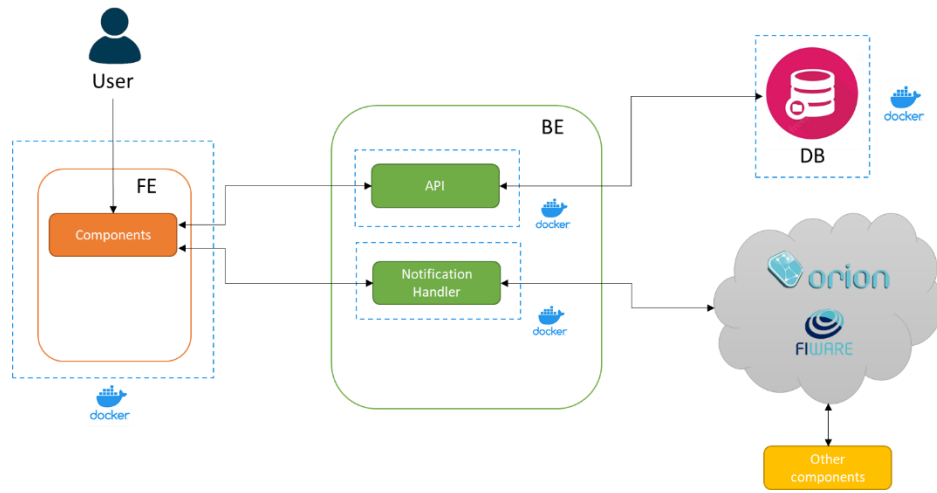 User
FE
Components
docker
BE
API
docker
Notification
Handler
docker
DB
docker
orion
FIWARE
Other
components